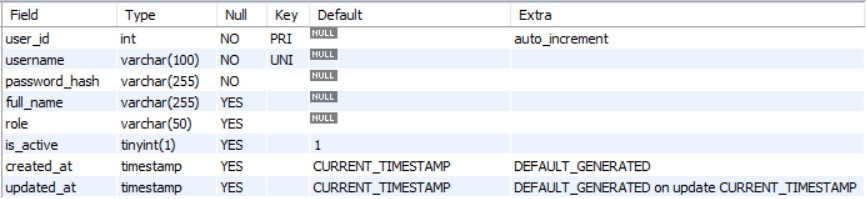 Field Type Null Key Default Extra
user_id int NO PRI NULL auto_increment
username varchar(100) NO UNI NULL
password_hash varchar(255) NO NULL
full_name varchar(255) YES NULL
role varchar(50) YES NULL
is_active tinyint(1) YES 1
created_at timestamp YES CURRENT_TIMESTAMP DEFAULT_GENERATED
updated_at timestamp YES CURRENT_TIMESTAMP DEFAULT_GENERATED on update CURRENT_TIMESTAMP